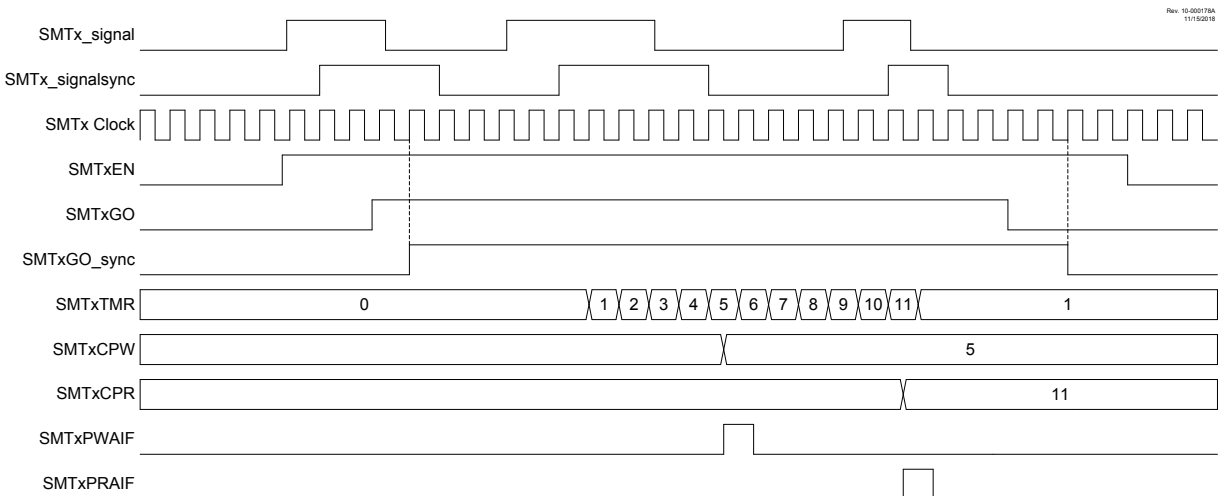 Rev. 10-000178A
11/15/2018
SMTx_signal
SMTx_signalsync
SMTx Clock
SMTxEN
SMTxGO
SMTxGO_sync
SMTxTMR 0 1 2 3 4 5 6 7 8 9 10 11 1
SMTxCPW 5
SMTxCPR 11
SMTxPWAIF
SMTxPRAIF